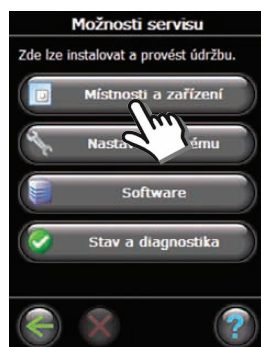 Možnosti servisu
Zde lze instalovat a provést údržbu.
Místnosti a zařízení
Software
Stav a diagnostika
?